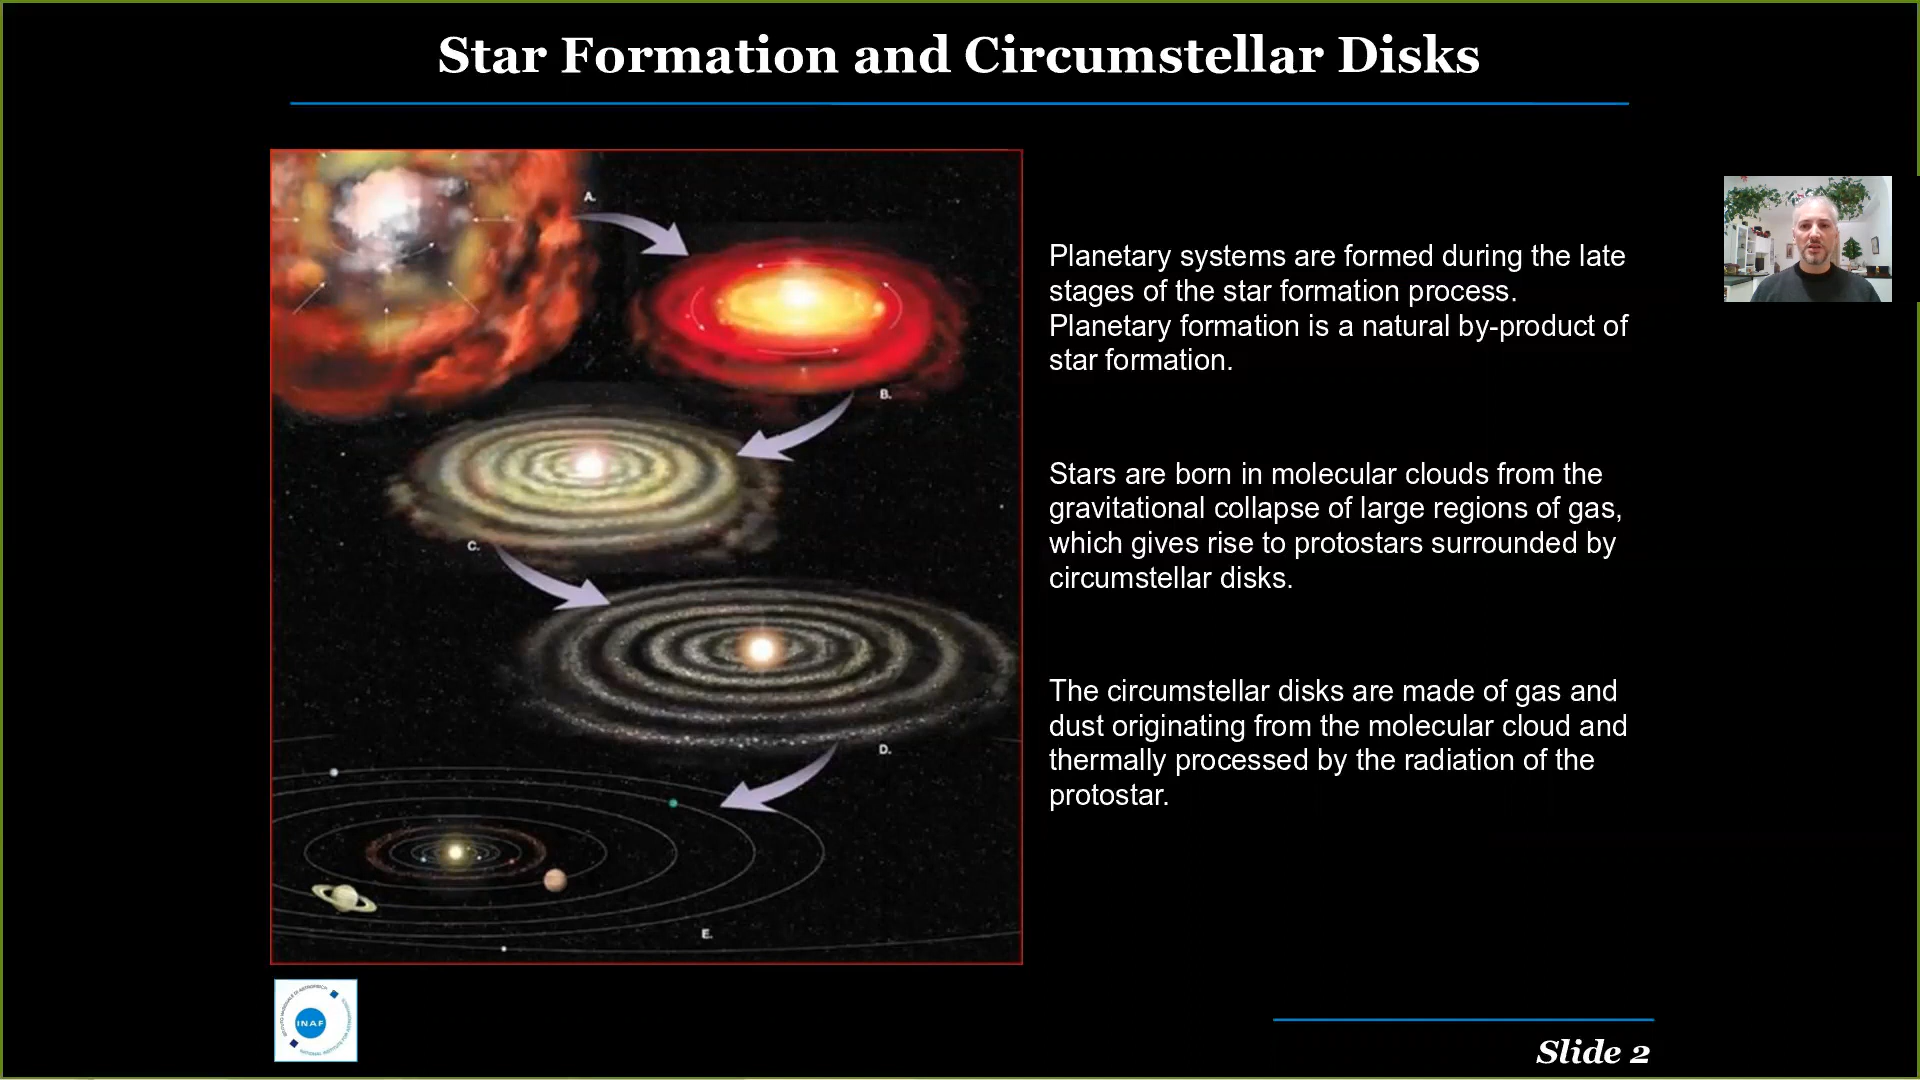 Star Formation and Circumstellar Disks
A.
B.
C.
D.
E.
Planetary systems are formed during the late
stages of the star formation process.
Planetary formation is a natural by-product of
star formation.
Stars are born in molecular clouds from the
gravitational collapse of large regions of gas,
which gives rise to protostars surrounded by
circumstellar disks.
The circumstellar disks are made of gas and
dust originating from the molecular cloud and
thermally processed by the radiation of the
protostar.
INAF
Slide 2